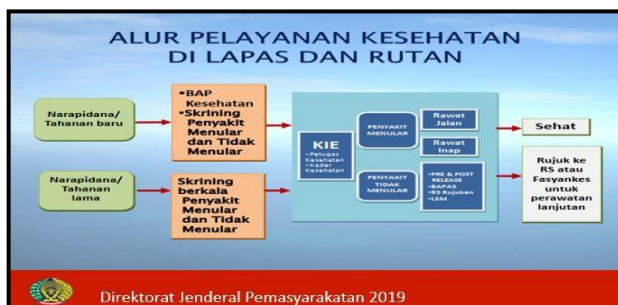 ALUR PELAYANAN KESEHATAN
DI LAPAS DAN RUTAN
Narapidana/
Tahanan baru
•BAP
Kesehatan
•Skrining
Penyakit
Menular
dan Tidak
Menular
Narapidana/
Tahanan
lama
Skrining
berkala
Penyakit
Menular
dan Tidak
Menular
KIE
–Petugas
Kesehatan
–Kader
Kesehatan
PENYAKIT
MENULAR
Rawat
Jalan
Rawat
Inap
PENYAKIT
TIDAK
MENULAR
•PRE & POST
RELEASE
•BAPAS
•RS Rujukan
•LSM
Sehat
Rujuk ke
RS atau
Fasyankes
untuk
perawatan
lanjutan
Direktorat Jenderal Pemasyarakatan 2019